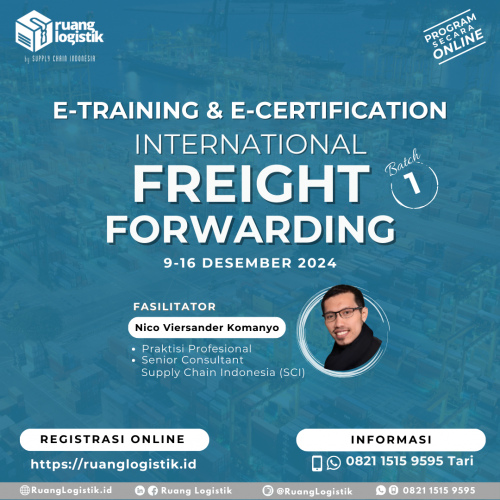 ruang
logistik
by SUPPLY CHAIN INDONESIA
PROGRAM
SECARA
ONLINE
E-TRAINING & E-CERTIFICATION
INTERNATIONAL
FREIGHT
FORWARDING
Batch
1
9-16 DESEMBER 2024
FASILITATOR
Nico Viersander Komanyo
• Praktisi Profesional
• Senior Consultant
Supply Chain Indonesia (SCI)
REGISTRASI ONLINE
https://ruanglogistik.id
INFORMASI
0821 1515 9595 Tari
@RuangLogistik.id
Ruang Logistik
@RuangLogistik
0821 1515 9595